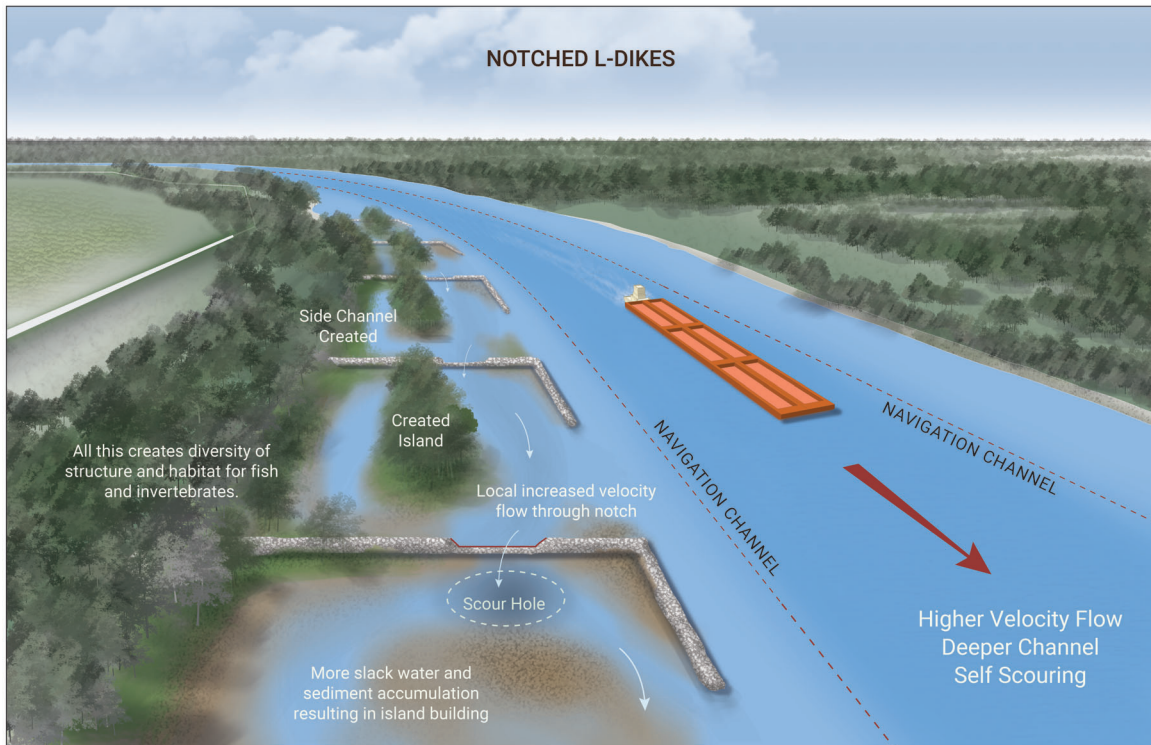 NOTCHED L-DIKES
Side Channel
Created
Created
Island
All this creates diversity of
structure and habitat for fish
and invertebrates.
Local increased velocity
flow through notch
Scour Hole
More slack water and
sediment accumulation
resulting in island building
NAVIGATION CHANNEL
NAVIGATION CHANNEL
Higher Velocity Flow
Deeper Channel
Self Scouring